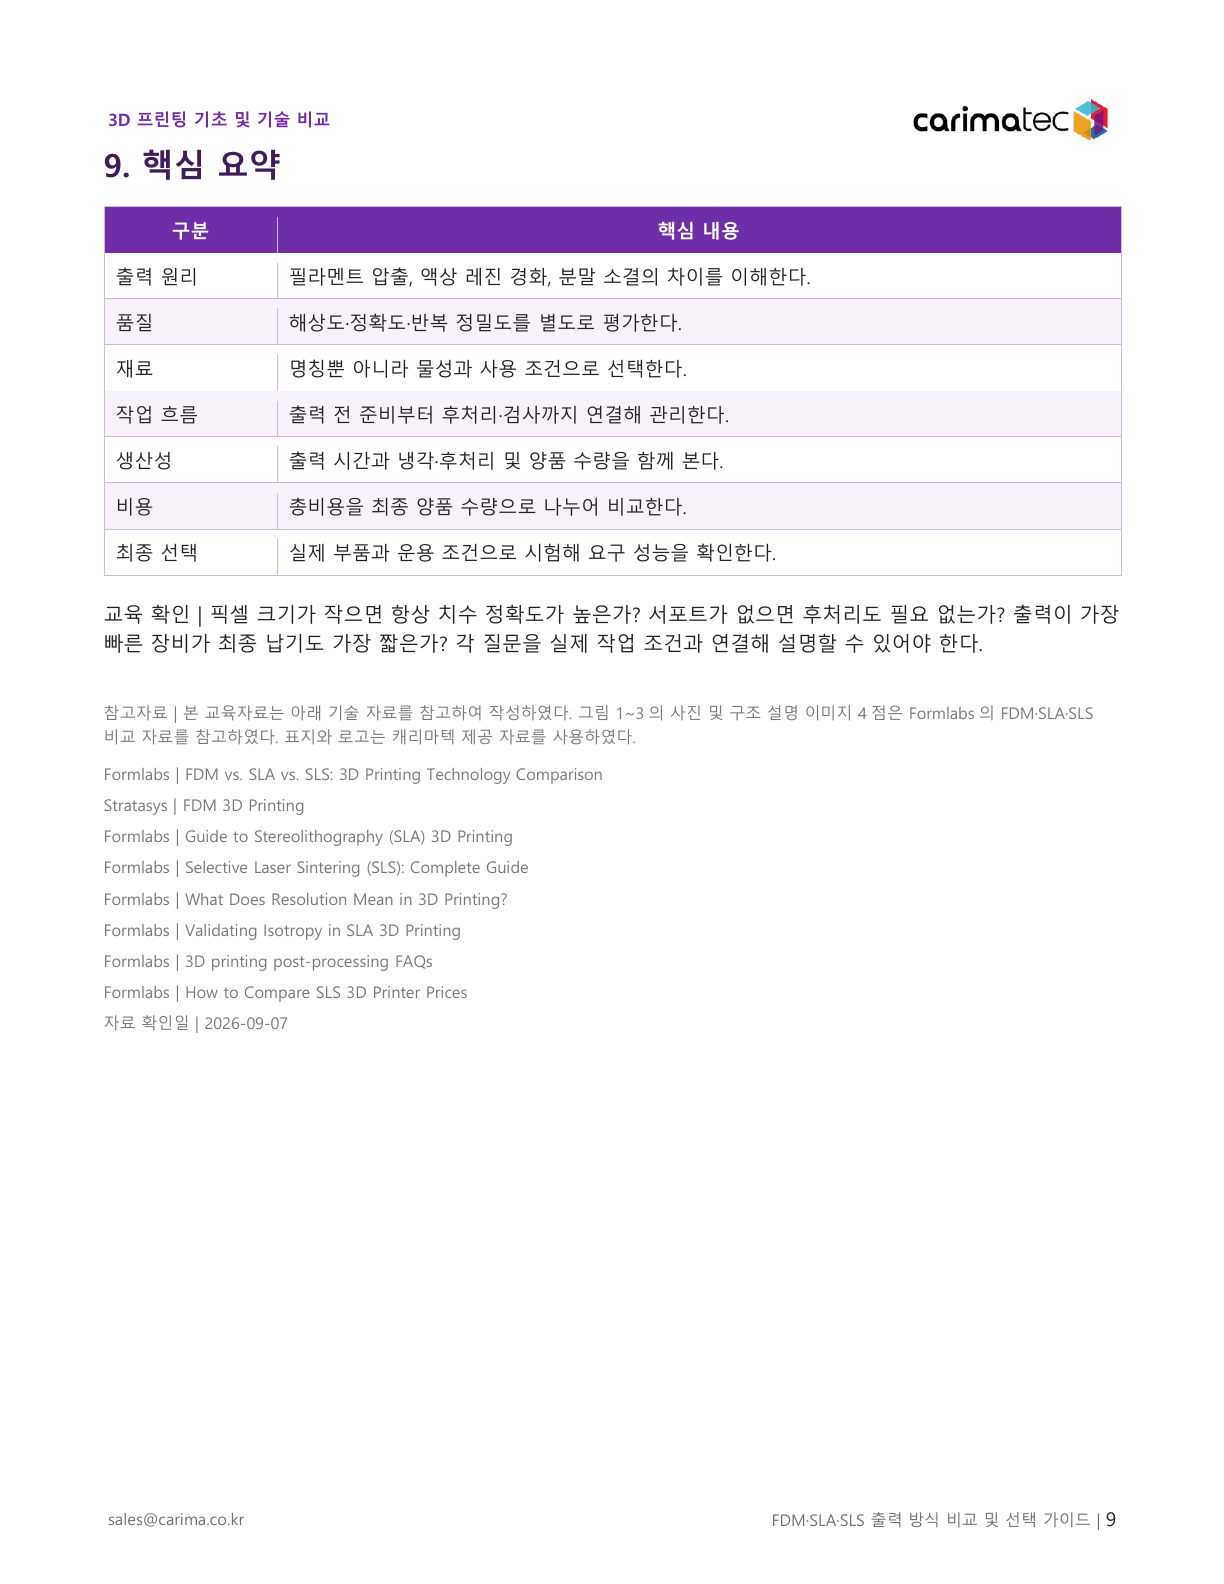 3D 프린팅 기초 및 기술 비교
carimatec
9. 핵심 요약
구분 핵심 내용
출력 원리 필라멘트 압출, 액상 레진 경화, 분말 소결의 차이를 이해한다.
품질 해상도·정확도·반복 정밀도를 별도로 평가한다.
재료 명칭뿐 아니라 물성과 사용 조건으로 선택한다.
작업 흐름 출력 전 준비부터 후처리·검사까지 연결해 관리한다.
생산성 출력 시간과 냉각·후처리 및 양품 수량을 함께 본다.
비용 총비용을 최종 양품 수량으로 나누어 비교한다.
최종 선택 실제 부품과 운용 조건으로 시험해 요구 성능을 확인한다.
교육 확인 | 픽셀 크기가 작으면 항상 치수 정확도가 높은가? 서포트가 없으면 후처리도 필요 없는가? 출력이 가장
빠른 장비가 최종 납기도 가장 짧은가? 각 질문을 실제 작업 조건과 연결해 설명할 수 있어야 한다.
참고자료 | 본 교육자료는 아래 기술 자료를 참고하여 작성하였다. 그림 1~3 의 사진 및 구조 설명 이미지 4 점은 Formlabs 의 FDM·SLA·SLS
비교 자료를 참고하였다. 표지와 로고는 캐리마텍 제공 자료를 사용하였다.
Formlabs | FDM vs. SLA vs. SLS: 3D Printing Technology Comparison
Stratasys | FDM 3D Printing
Formlabs | Guide to Stereolithography (SLA) 3D Printing
Formlabs | Selective Laser Sintering (SLS): Complete Guide
Formlabs | What Does Resolution Mean in 3D Printing?
Formlabs | Validating Isotropy in SLA 3D Printing
Formlabs | 3D printing post-processing FAQs
Formlabs | How to Compare SLS 3D Printer Prices
자료 확인일 | 2026-09-07
sales@carima.co.kr
FDM·SLA·SLS 출력 방식 비교 및 선택 가이드 | 9